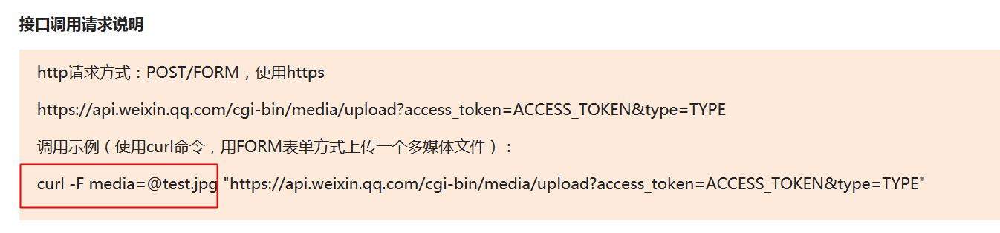 接口调用请求说明
http请求方式：POST/FORM，使用https
https://api.weixin.qq.com/cgi-bin/media/upload?access_token=ACCESS_TOKEN&type=TYPE
调用示例（使用curl命令，用FORM表单方式上传一个多媒体文件）：
curl -F media=@test.jpg "https://api.weixin.qq.com/cgi-bin/media/upload?access_token=ACCESS_TOKEN&type=TYPE"